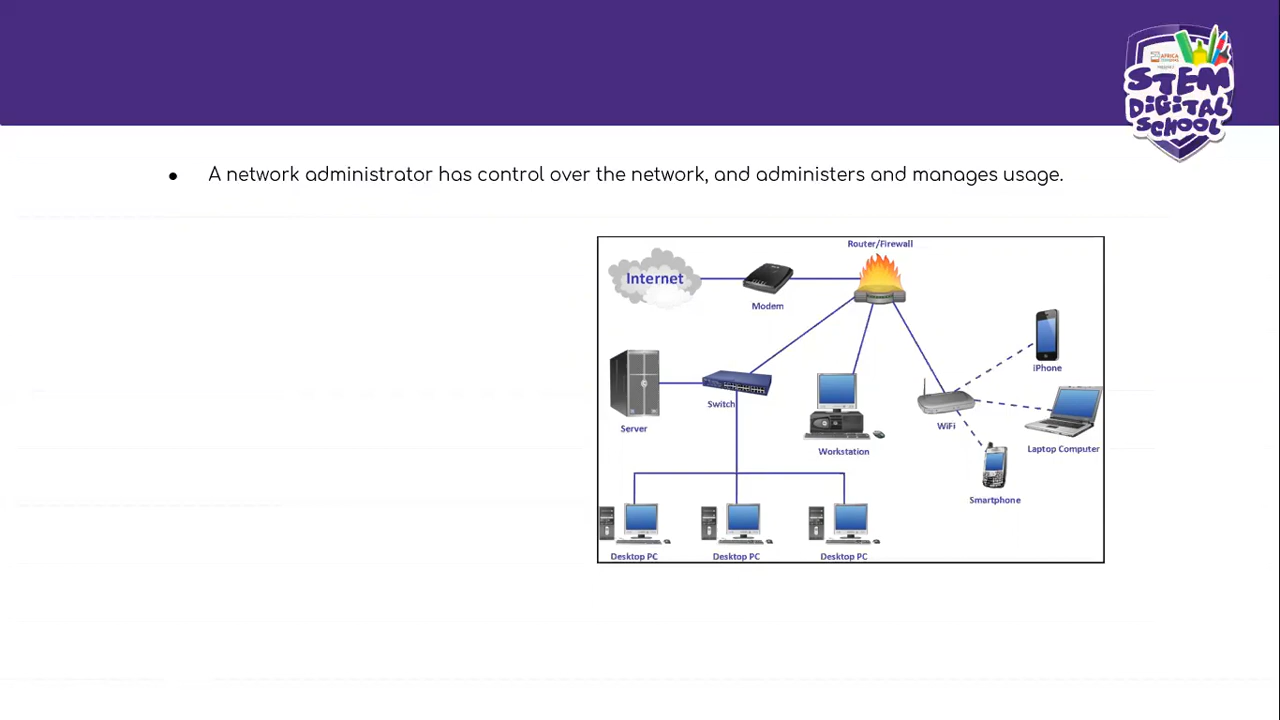 STEM
DIGITAL
SCHOOL
● A network administrator has control over the network, and administers and manages usage.
Router/Firewall
Internet
Modem
iPhone
Switch
Server
WiFi
Workstation
Laptop Computer
Smartphone
Desktop PC
Desktop PC
Desktop PC